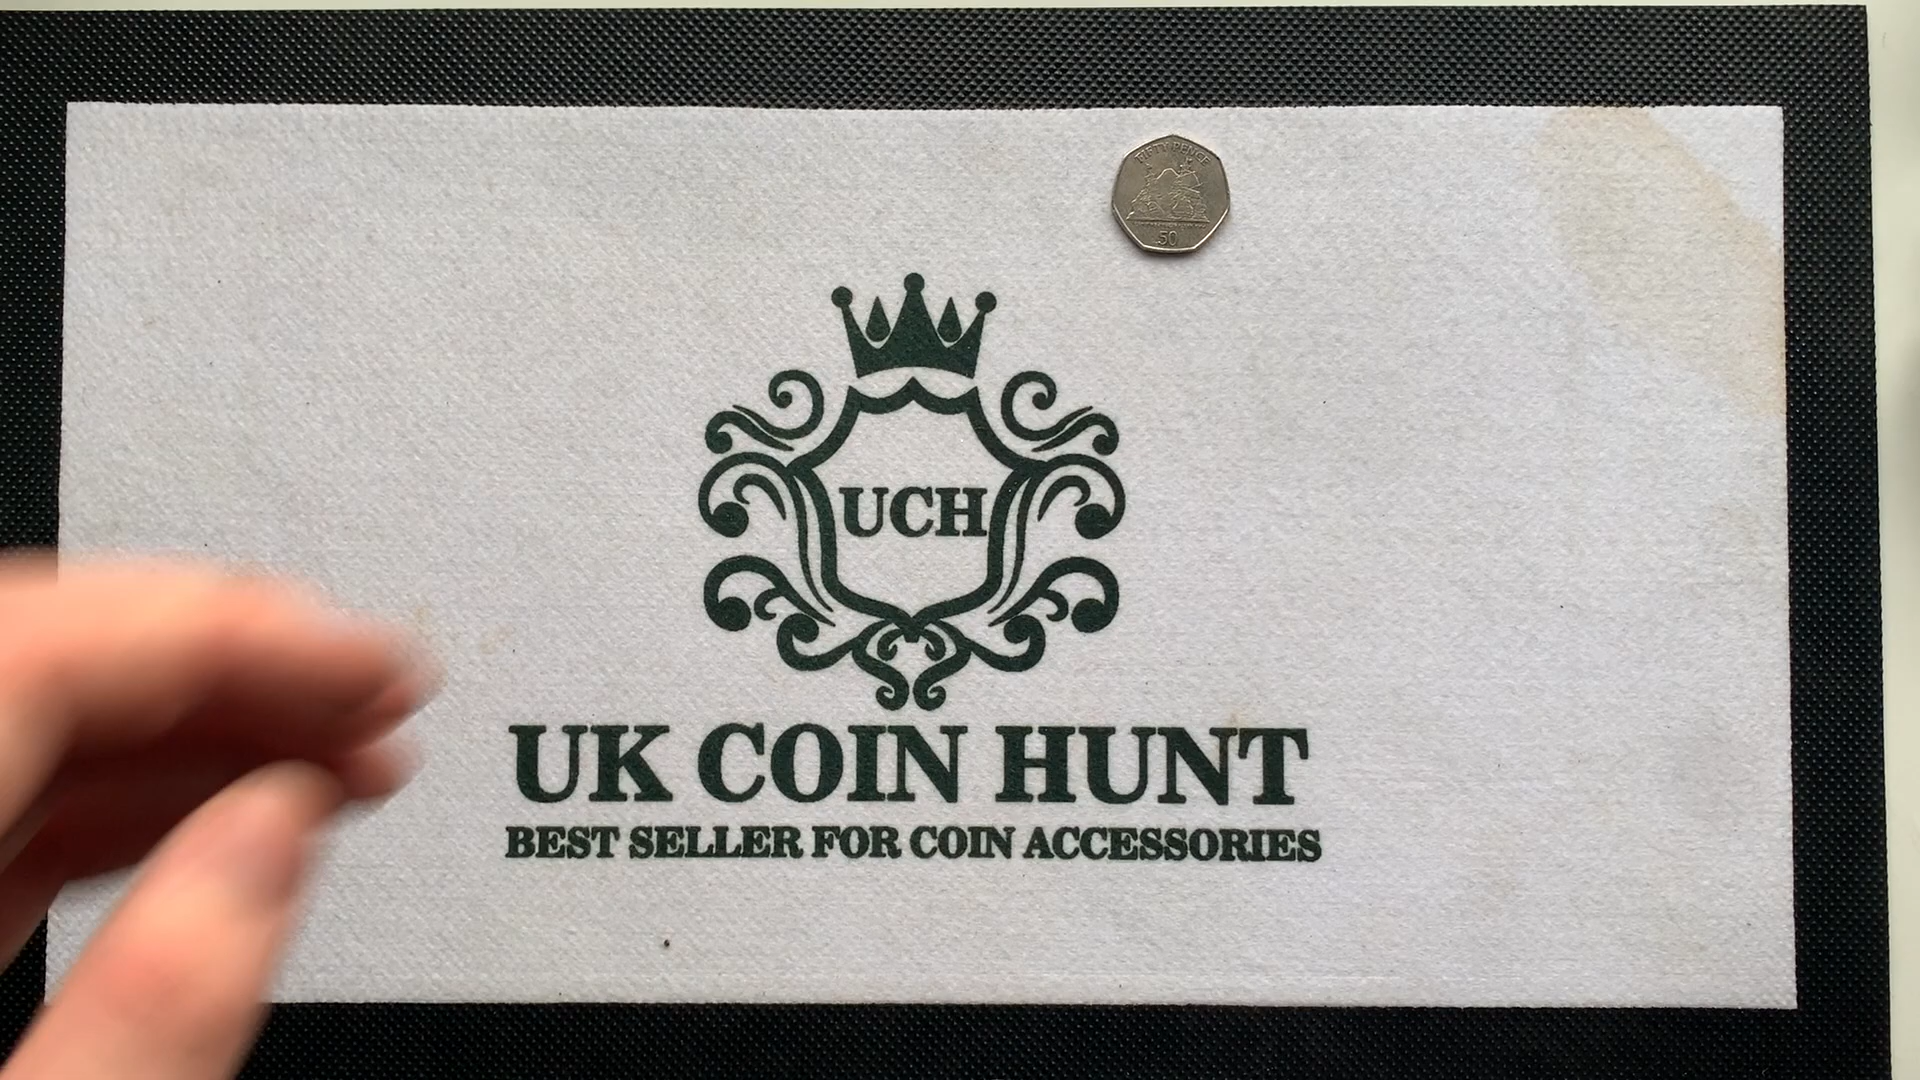 FIFTY PENCE
50
UCH
UK COIN HUNT
BEST SELLER FOR COIN ACCESSORIES